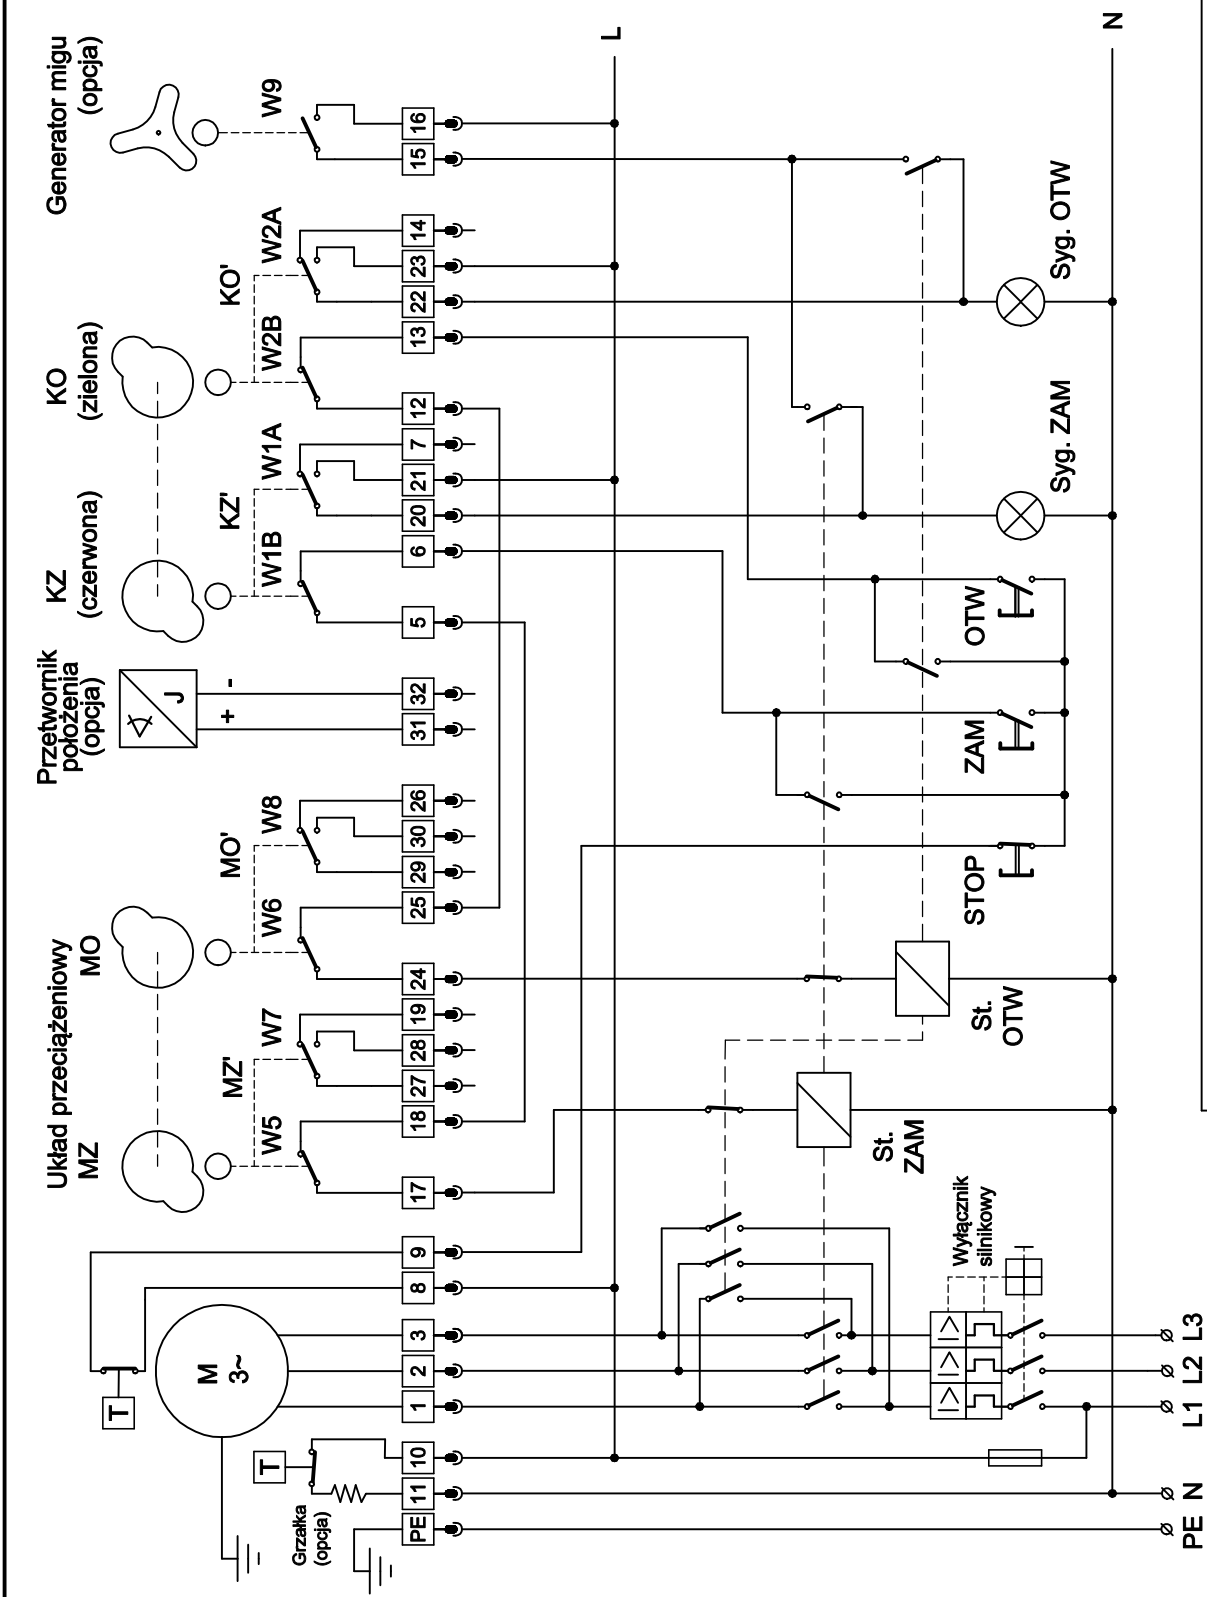 Układ przeciążeniowy
MZ
MO
Przetwornik
położenia
(opcja)
KZ
(czerwona)
KO
(zielona)
Generator migu
(opcja)
T
M
3~
T
Grzałka
(opcja)
J
+
-
MZ'
MO'
KZ'
KO'
W5
W7
W6
W8
W1B
W1A
W2B
W2A
W9
PE
11
10
1
2
3
8
9
17
18
27
28
19
24
25
29
30
26
31
32
5
6
20
21
7
12
13
22
23
14
15
16
L
St.
ZAM
St.
OTW
STOP
ZAM
OTW
Syg. ZAM
Syg. OTW
Wyłącznik
silnikowy
N
PE
N
L1
L2
L3